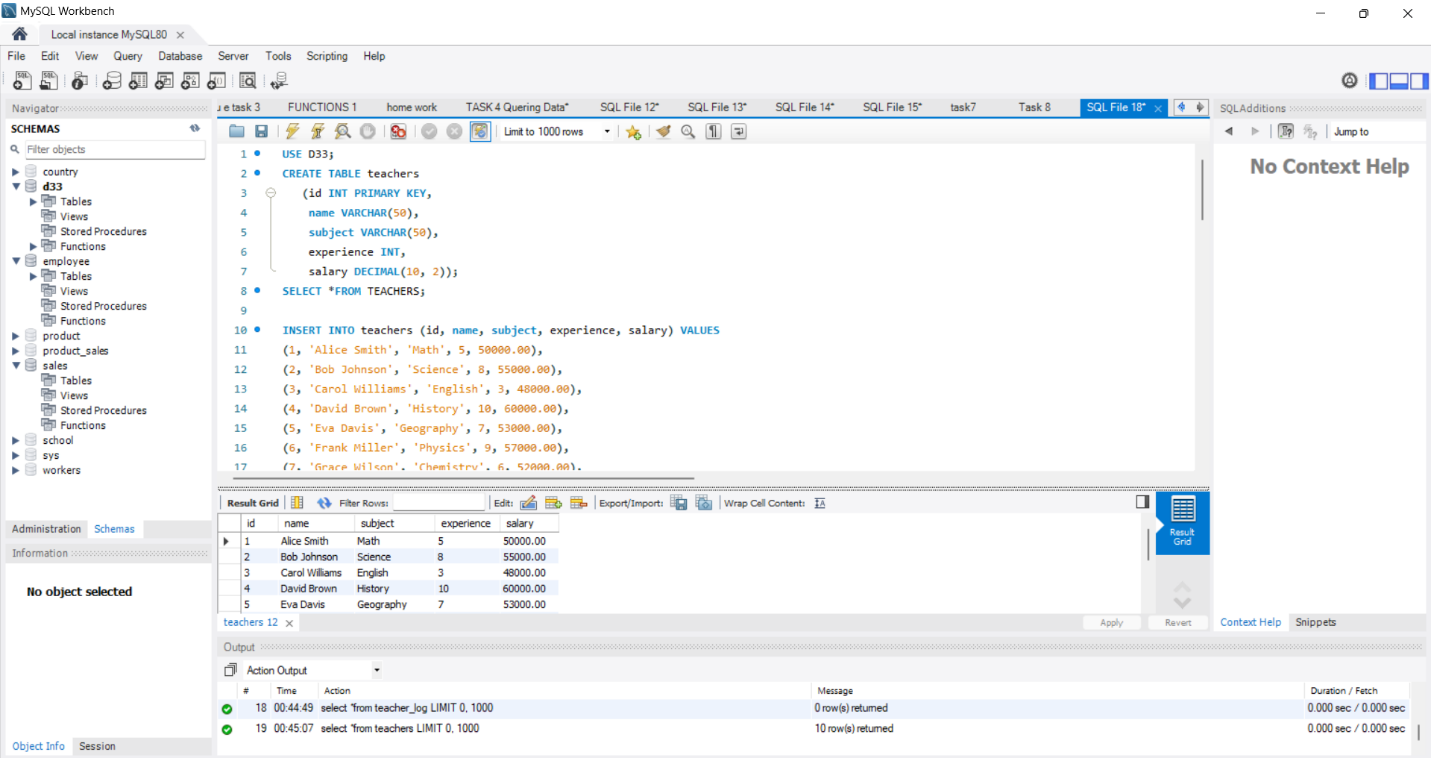 MySQL Workbench
Local instance MySQL80
File Edit View Query Database Server Tools Scripting Help
Navigator
SCHEMAS
Filter objects
country
d33
Tables
Views
Stored Procedures
Functions
employee
Tables
Views
Stored Procedures
Functions
product
product_sales
sales
Tables
Views
Stored Procedures
Functions
school
sys
workers
Administration Schemas
Information
No object selected
Object Info Session
e task 3 FUNCTIONS 1 home work TASK 4 Quering Data* SQL File 12* SQL File 13* SQL File 14* SQL File 15* task7 Task 8 SQL File 18*
Limit to 1000 rows
1 USE D33;
2 CREATE TABLE teachers
3 (id INT PRIMARY KEY,
4 name VARCHAR(50),
5 subject VARCHAR(50),
6 experience INT,
7 salary DECIMAL(10, 2));
8 SELECT *FROM TEACHERS;
9
10 INSERT INTO teachers (id, name, subject, experience, salary) VALUES
11 (1, 'Alice Smith', 'Math', 5, 50000.00),
12 (2, 'Bob Johnson', 'Science', 8, 55000.00),
13 (3, 'Carol Williams', 'English', 3, 48000.00),
14 (4, 'David Brown', 'History', 10, 60000.00),
15 (5, 'Eva Davis', 'Geography', 7, 53000.00),
16 (6, 'Frank Miller', 'Physics', 9, 57000.00),
17 (7, 'Grace Wilson', 'Chemistry', 6, 52000.00),
Result Grid Filter Rows: Edit: Export/Import: Wrap Cell Content:
id name subject experience salary
1 Alice Smith Math 5 50000.00
2 Bob Johnson Science 8 55000.00
3 Carol Williams English 3 48000.00
4 David Brown History 10 60000.00
5 Eva Davis Geography 7 53000.00
Result
Grid
teachers 12 Apply Revert
Output
Action Output
# Time Action Message Duration / Fetch
18 00:44:49 select *from teacher_log LIMIT 0, 1000 0 row(s) returned 0.000 sec / 0.000 sec
19 00:45:07 select *from teachers LIMIT 0, 1000 10 row(s) returned 0.000 sec / 0.000 sec
SQLAdditions
Jump to
No Context Help
Context Help Snippets